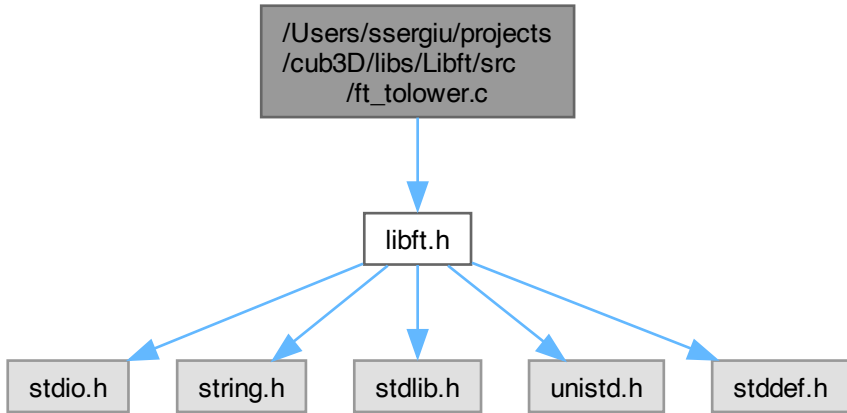 /Users/ssergiu/projects
/cub3D/libs/Libft/src
/ft_tolower.c
libft.h
stdio.h
string.h
stdlib.h
unistd.h
stddef.h